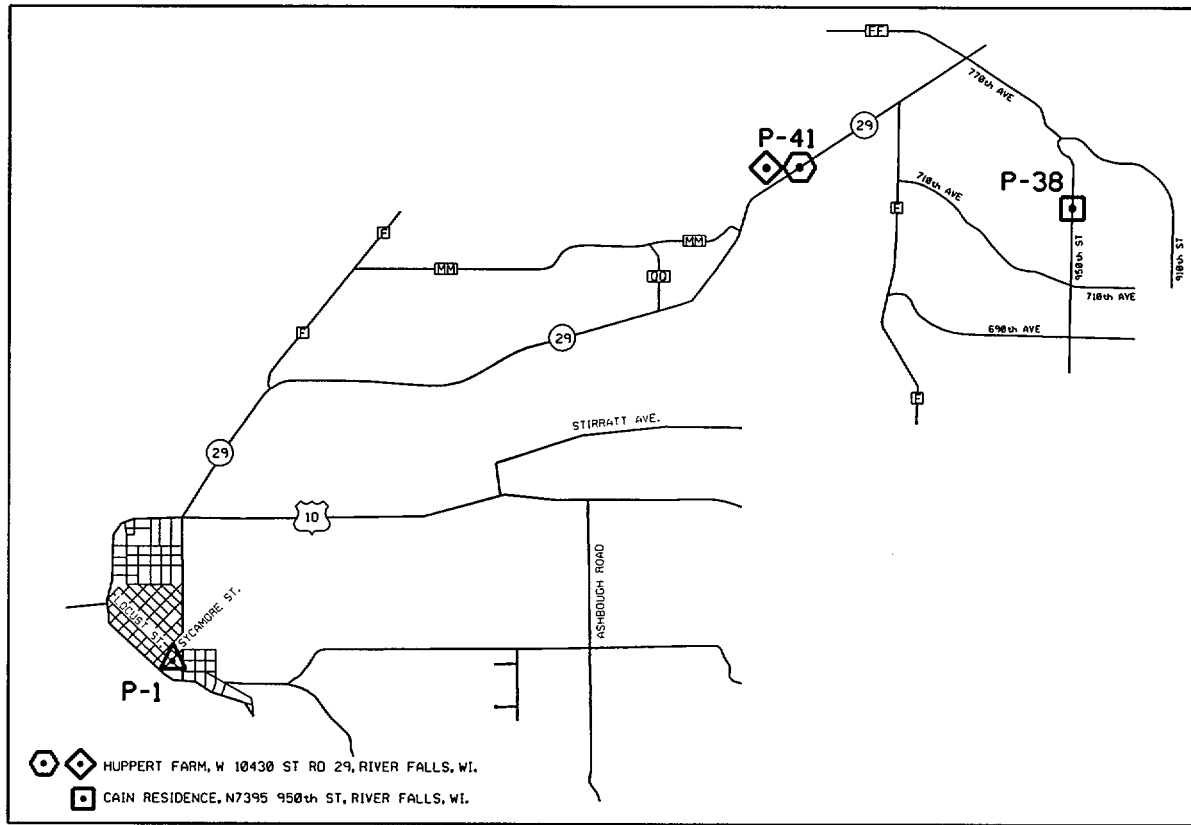 FF
770th AVE
29
P-41
P-38
710th AVE
E
950th ST
910th ST
F
MM
MM
QQ
710th AVE
690th AVE
F
29
E
STIRRATT AVE.
29
10
ASHBOUGH ROAD
LOCUST ST.
SYCAMORE ST.
P-1
HUPPERT FARM, W 10430 ST RD 29, RIVER FALLS, WI.
CAIN RESIDENCE, N7395 950th ST, RIVER FALLS, WI.